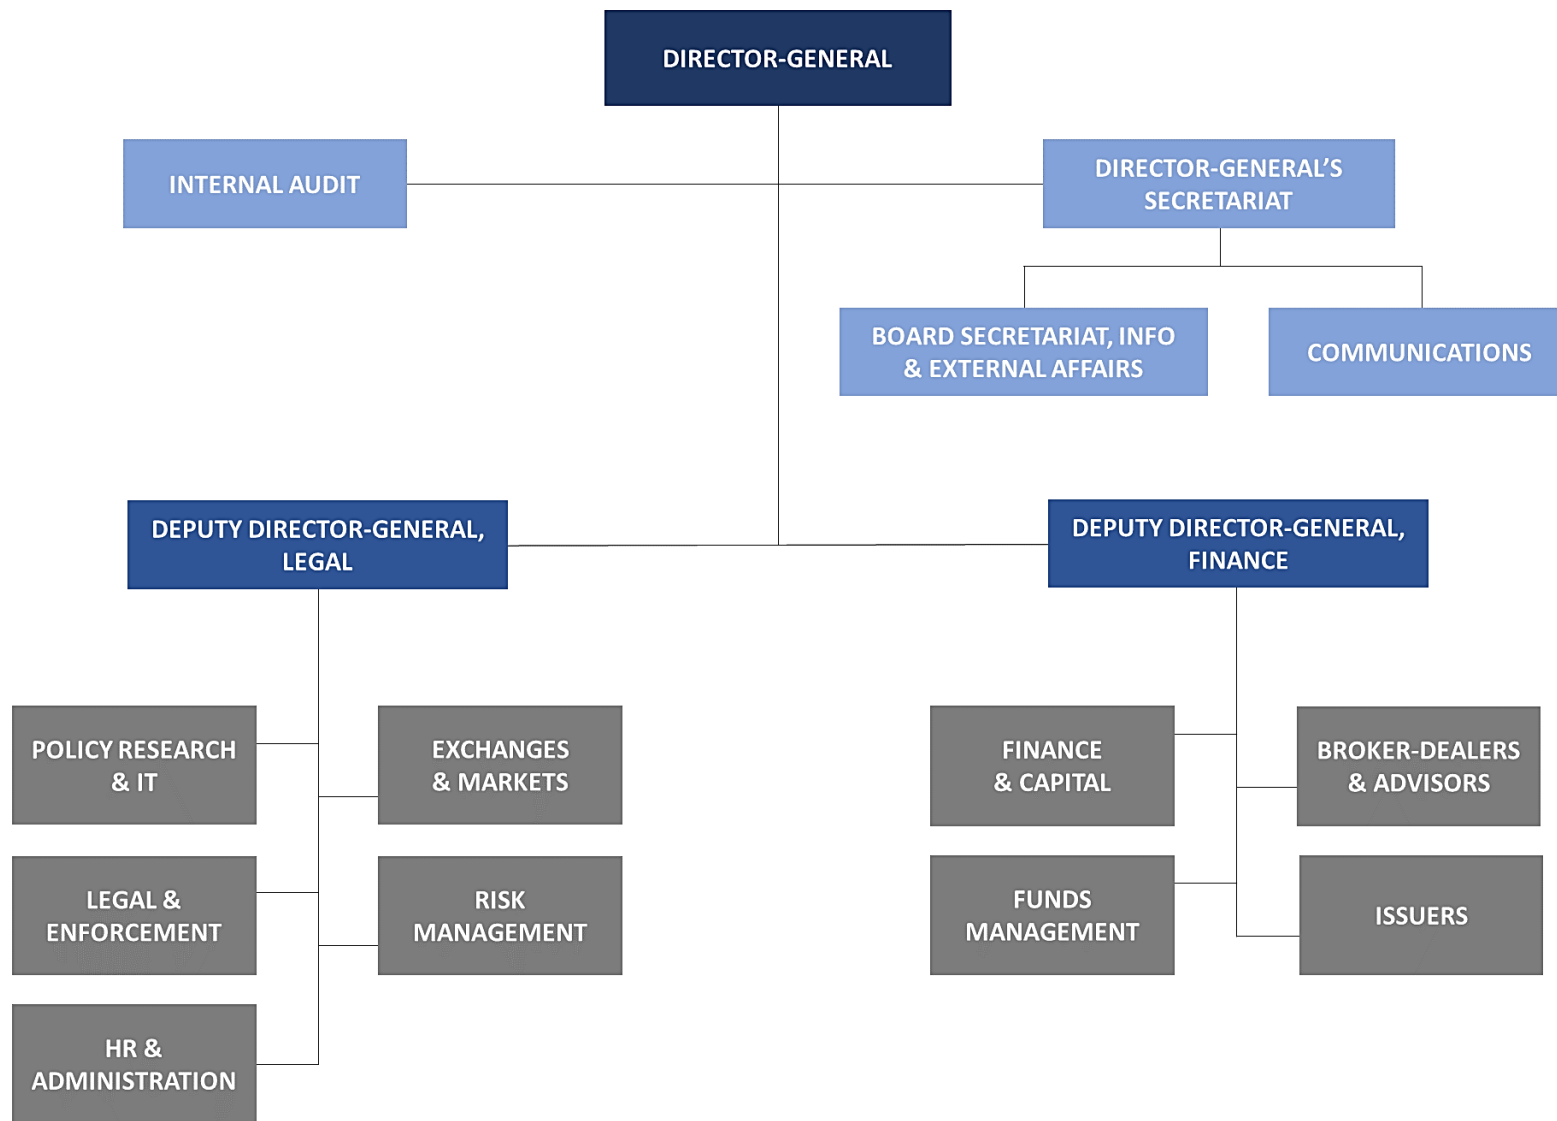 DIRECTOR-GENERAL
INTERNAL AUDIT
DIRECTOR-GENERAL’S
SECRETARIAT
BOARD SECRETARIAT, INFO
& EXTERNAL AFFAIRS
COMMUNICATIONS
DEPUTY DIRECTOR-GENERAL,
LEGAL
DEPUTY DIRECTOR-GENERAL,
FINANCE
POLICY RESEARCH
& IT
EXCHANGES
& MARKETS
FINANCE
& CAPITAL
BROKER-DEALERS
& ADVISORS
LEGAL &
ENFORCEMENT
RISK
MANAGEMENT
FUNDS
MANAGEMENT
ISSUERS
HR &
ADMINISTRATION